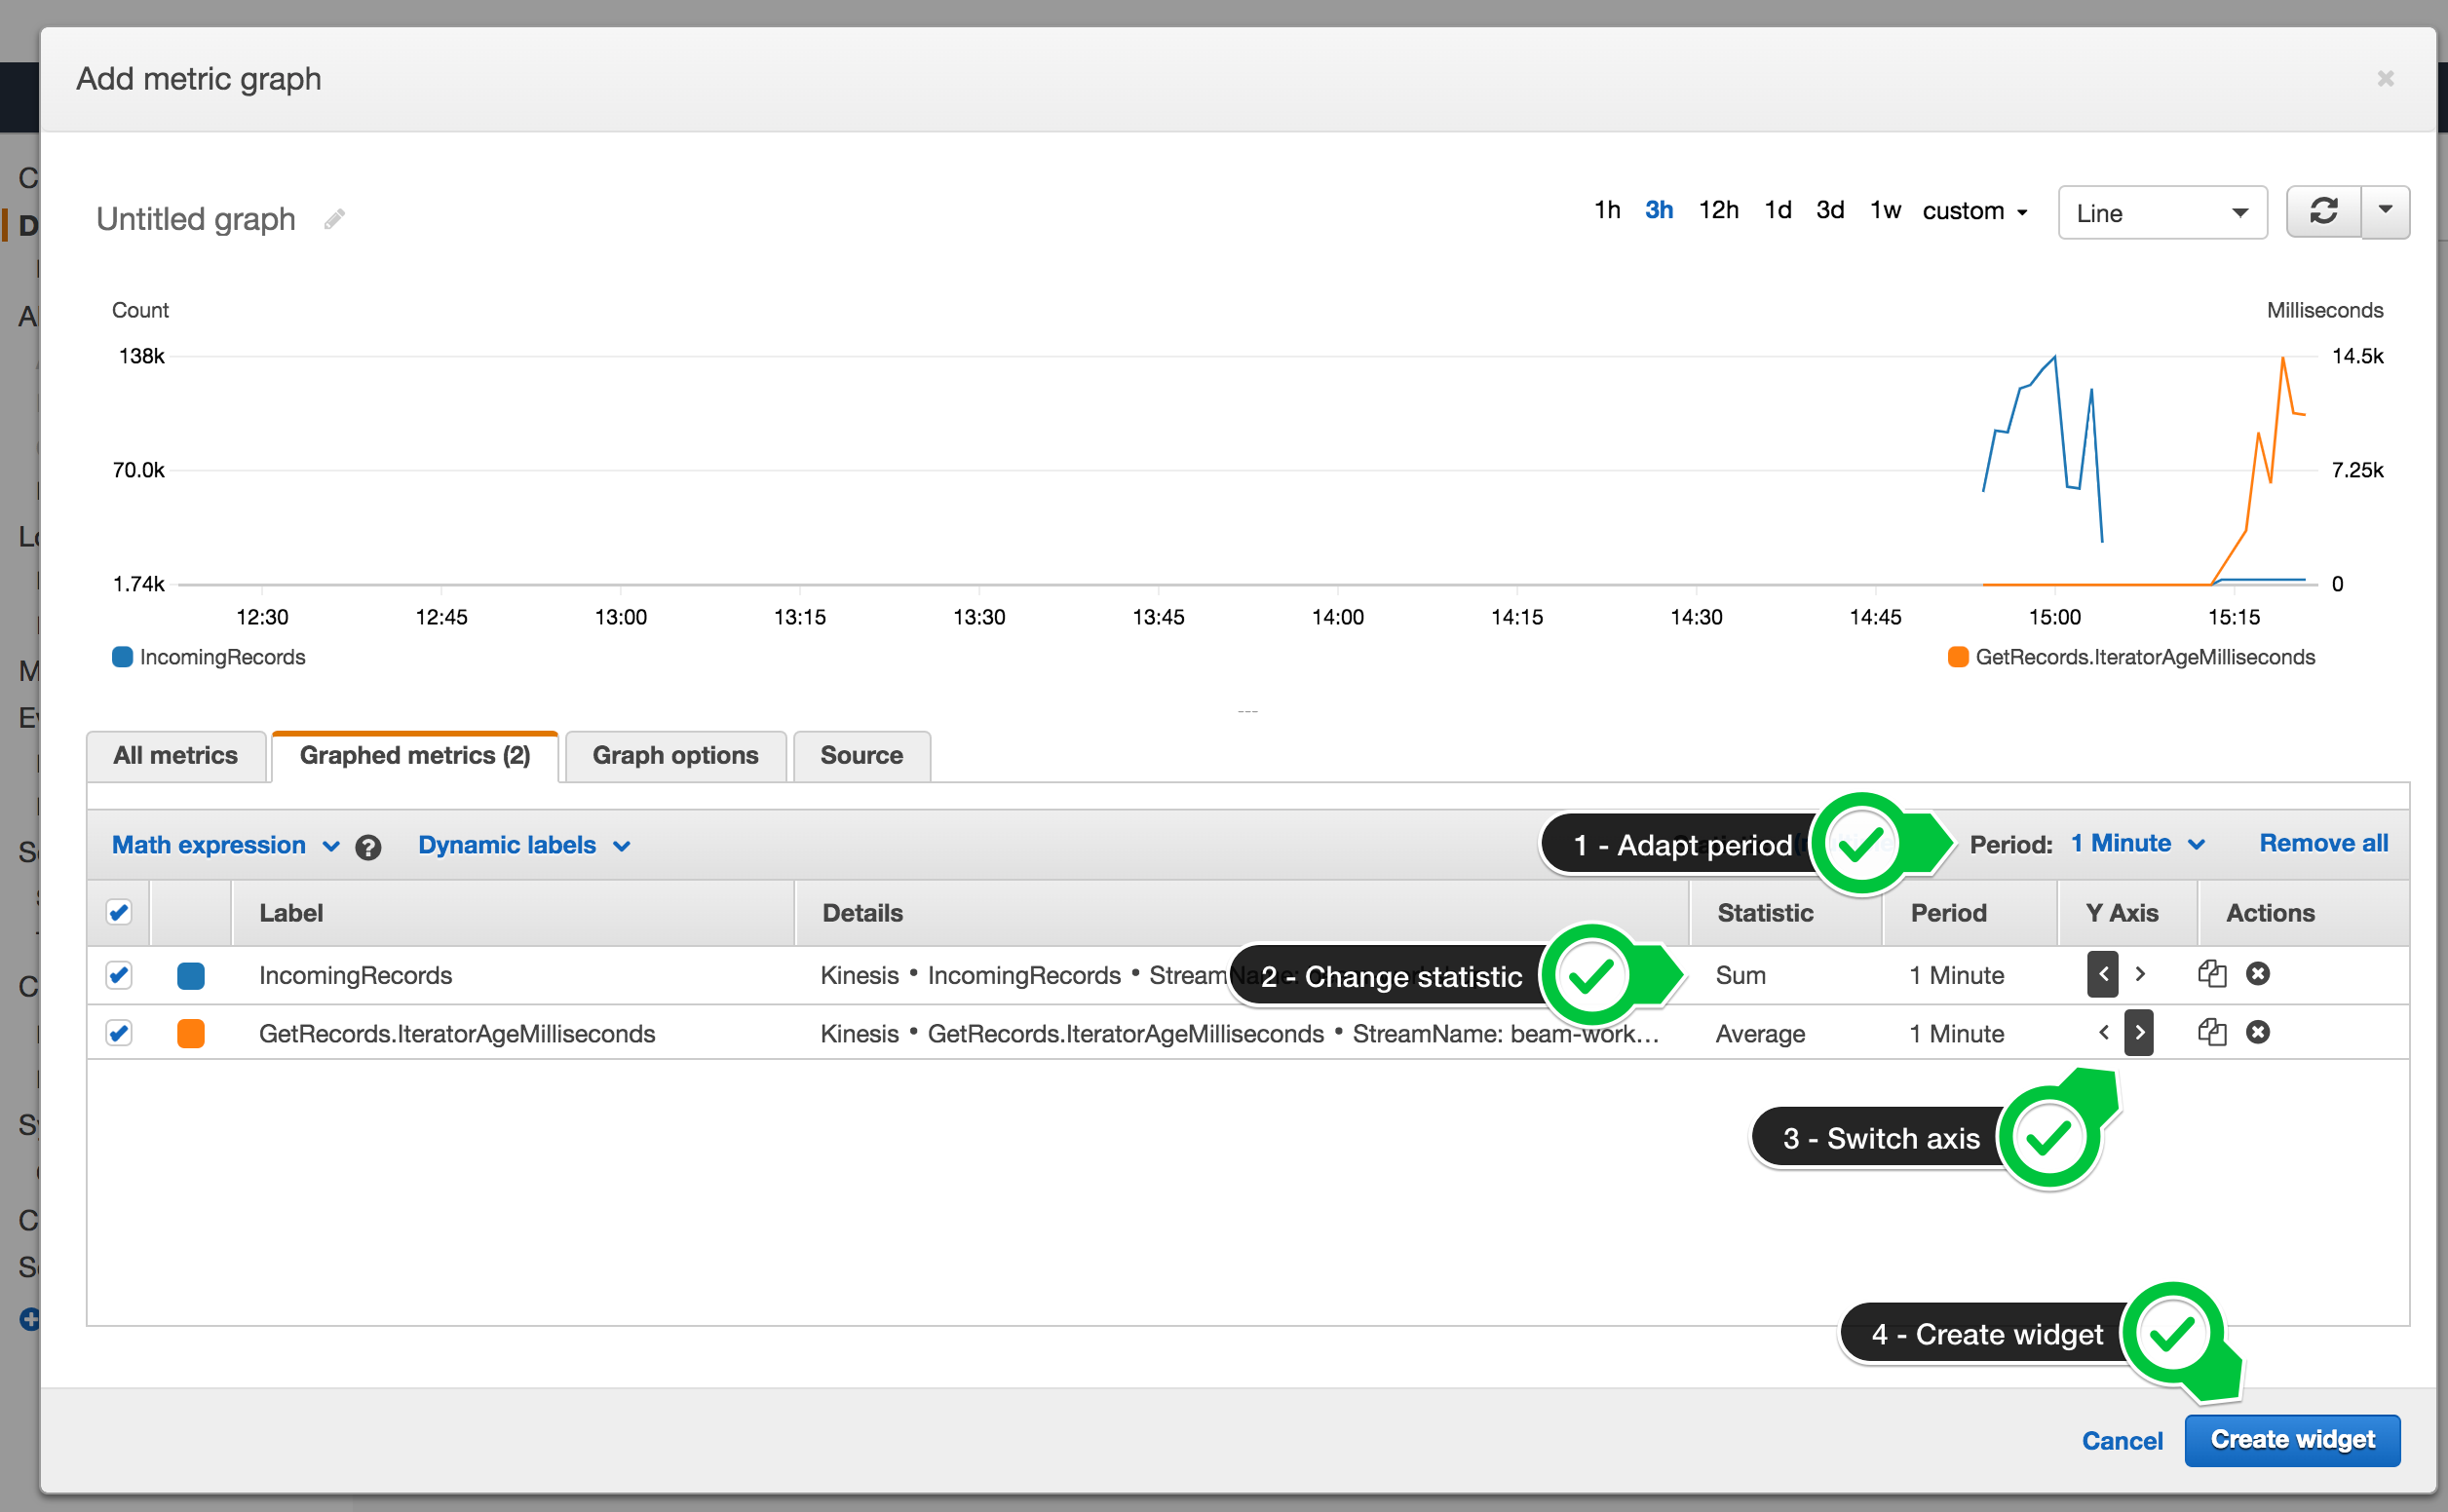 Add metric graph
Untitled graph
1h 3h 12h 1d 3d 1w custom Line
Count Milliseconds
138k 14.5k
70.0k 7.25k
1.74k 0
12:30 12:45 13:00 13:15 13:30 13:45 14:00 14:15 14:30 14:45 15:00 15:15
IncomingRecords GetRecords.IteratorAgeMilliseconds
All metrics Graphed metrics (2) Graph options Source
Math expression Dynamic labels 1 - Adapt period Period: 1 Minute Remove all
Label Details Statistic Period Y Axis Actions
IncomingRecords Kinesis • IncomingRecords • StreamName: 2 - Change statistic Sum 1 Minute
GetRecords.IteratorAgeMilliseconds Kinesis • GetRecords.IteratorAgeMilliseconds • StreamName: beam-work... Average 1 Minute
3 - Switch axis
4 - Create widget
Cancel Create widget